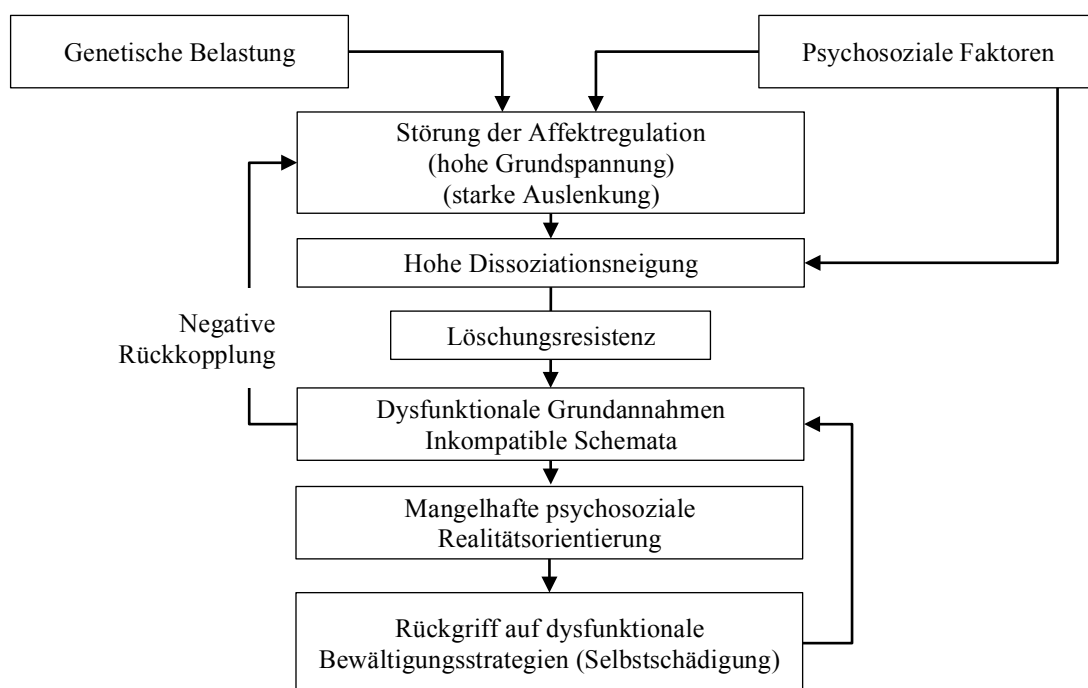 Genetische Belastung
Psychosoziale Faktoren
Störung der Affektregulation
(hohe Grundspannung)
(starke Auslenkung)
Hohe Dissoziationsneigung
Negative
Rückkopplung
Löschungsresistenz
Dysfunktionale Grundannahmen
Inkompatible Schemata
Mangelhafte psychosoziale
Realitätsorientierung
Rückgriff auf dysfunktionale
Bewältigungsstrategien (Selbstschädigung)